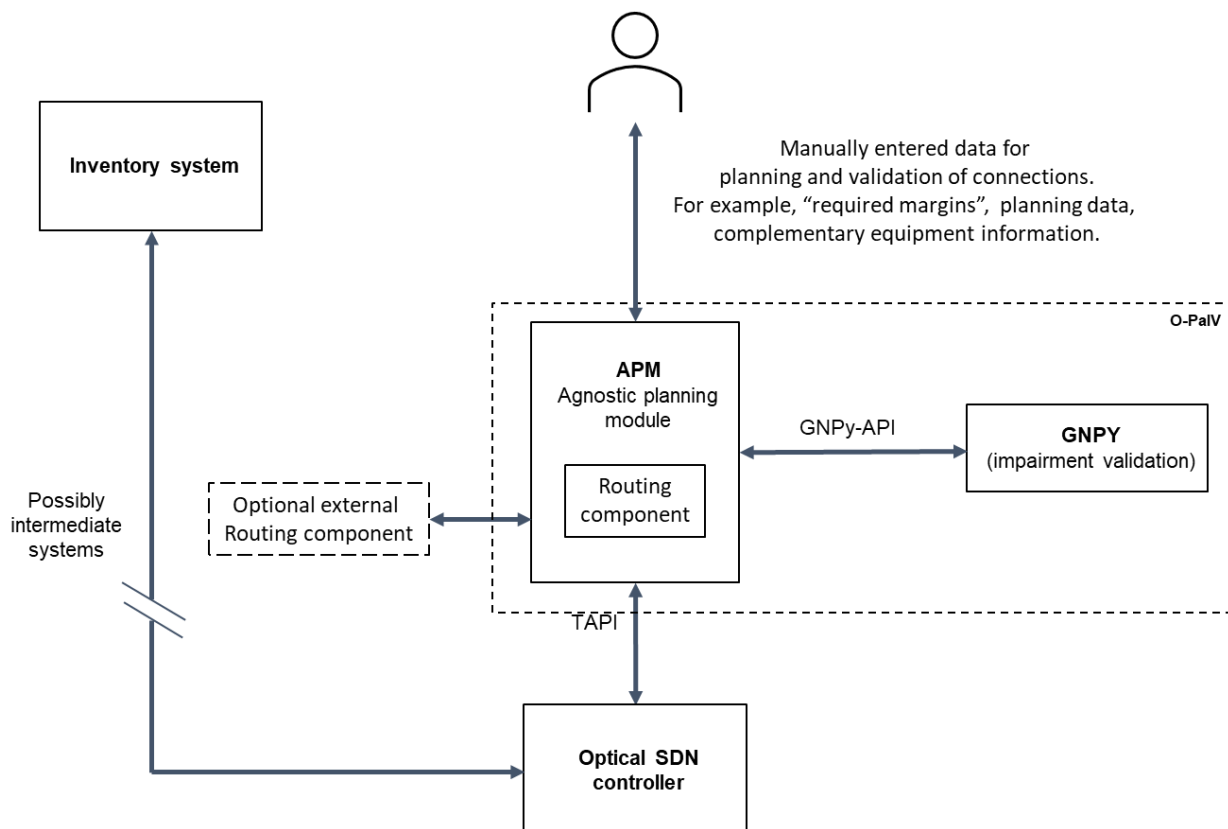 Inventory system
Manually entered data for
planning and validation of connections.
For example, “required margins”, planning data,
complementary equipment information.
O-PalV
APM
Agnostic planning
module
GNPy-API
GNPY
(impairment validation)
Routing
component
Optional external
Routing component
Possibly
intermediate
systems
TAPI
Optical SDN
controller